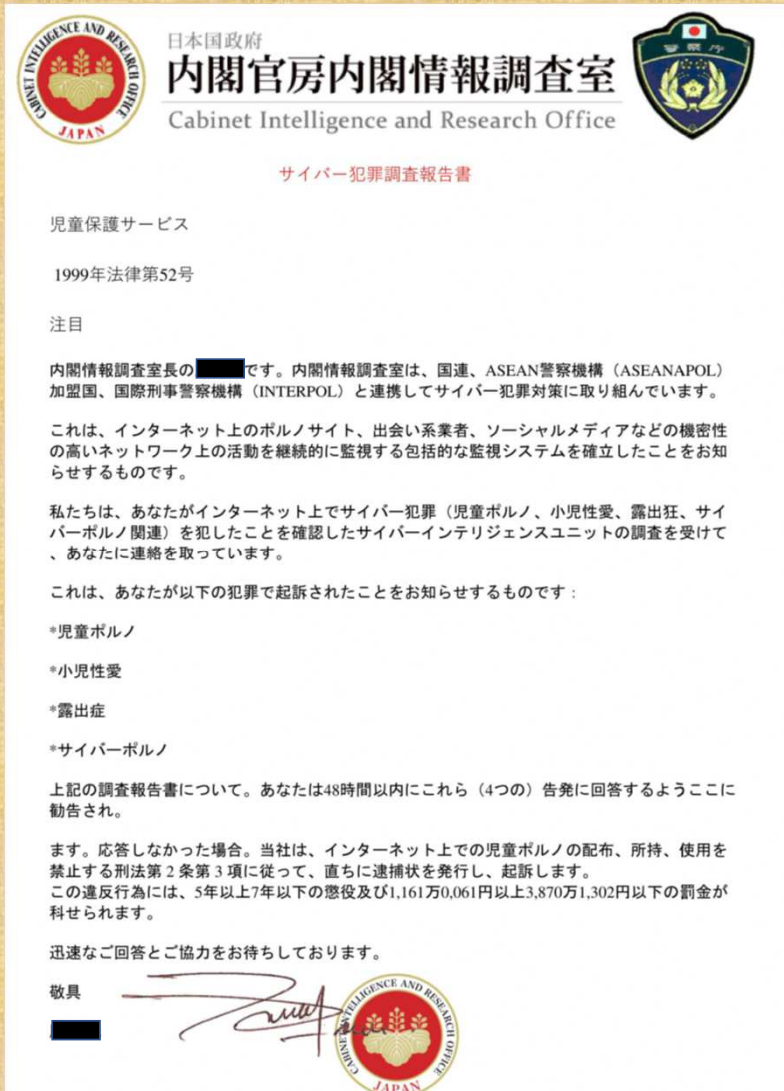 CABINET INTELLIGENCE AND RESEARCH OFFICE
JAPAN
日本国政府
内閣官房内閣情報調査室
Cabinet Intelligence and Research Office
警察庁
サイバー犯罪調査報告書
児童保護サービス
1999年法律第52号
注目
内閣情報調査室長の です。内閣情報調査室は、国連、ASEAN警察機構（ASEANAPOL）
加盟国、国際刑事警察機構（INTERPOL）と連携してサイバー犯罪対策に取り組んでいます。
これは、インターネット上のポルノサイト、出会い系業者、ソーシャルメディアなどの機密性
の高いネットワーク上の活動を継続的に監視する包括的な監視システムを確立したことをお知
らせするものです。
私たちは、あなたがインターネット上でサイバー犯罪（児童ポルノ、小児性愛、露出狂、サイ
バーポルノ関連）を犯したことを確認したサイバーインテリジェンスユニットの調査を受けて
、あなたに連絡を取っています。
これは、あなたが以下の犯罪で起訴されたことをお知らせするものです：
*児童ポルノ
*小児性愛
*露出症
*サイバーポルノ
上記の調査報告書について。あなたは48時間以内にこれら（4つの）告発に回答するようここに
勧告され。
ます。応答しなかった場合。当社は、インターネット上での児童ポルノの配布、所持、使用を
禁止する刑法第２条第３項に従って、直ちに逮捕状を発行し、起訴します。
この違反行為には、5年以上7年以下の懲役及び1,161万0,061円以上3,870万1,302円以下の罰金が
科せられます。
迅速なご回答とご協力をお待ちしております。
敬具
CABINET INTELLIGENCE AND RESEARCH OFFICE
JAPAN